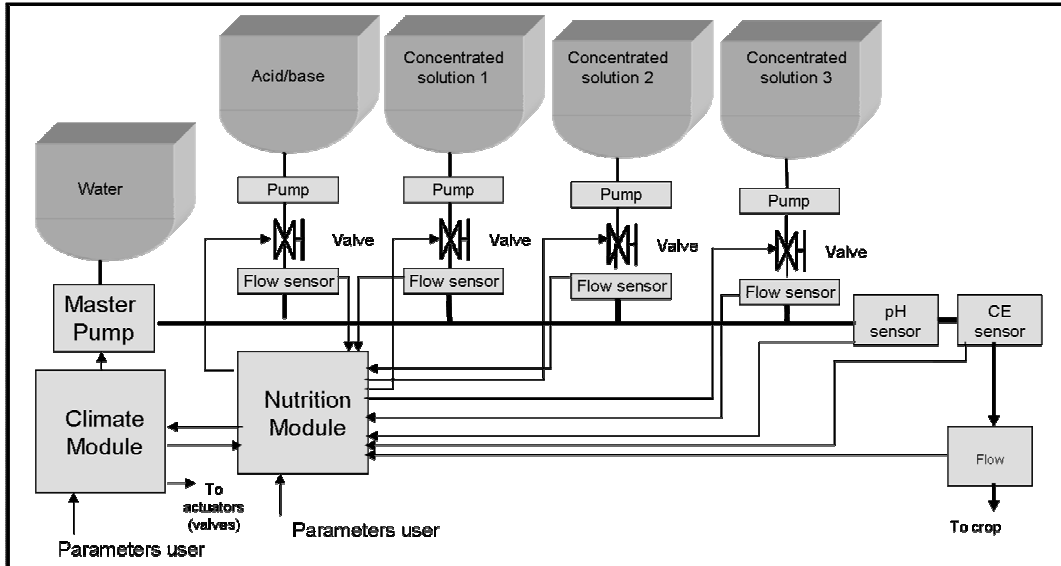 Acid/base
Concentrated
solution 1
Concentrated
solution 2
Concentrated
solution 3
Water
Pump
Pump
Pump
Pump
Valve
Valve
Valve
Valve
Flow sensor
Flow sensor
Flow sensor
Flow sensor
Master
Pump
pH
sensor
CE
sensor
Climate
Module
Nutrition
Module
Flow
To
actuators
(valves)
To crop
Parameters user
Parameters user